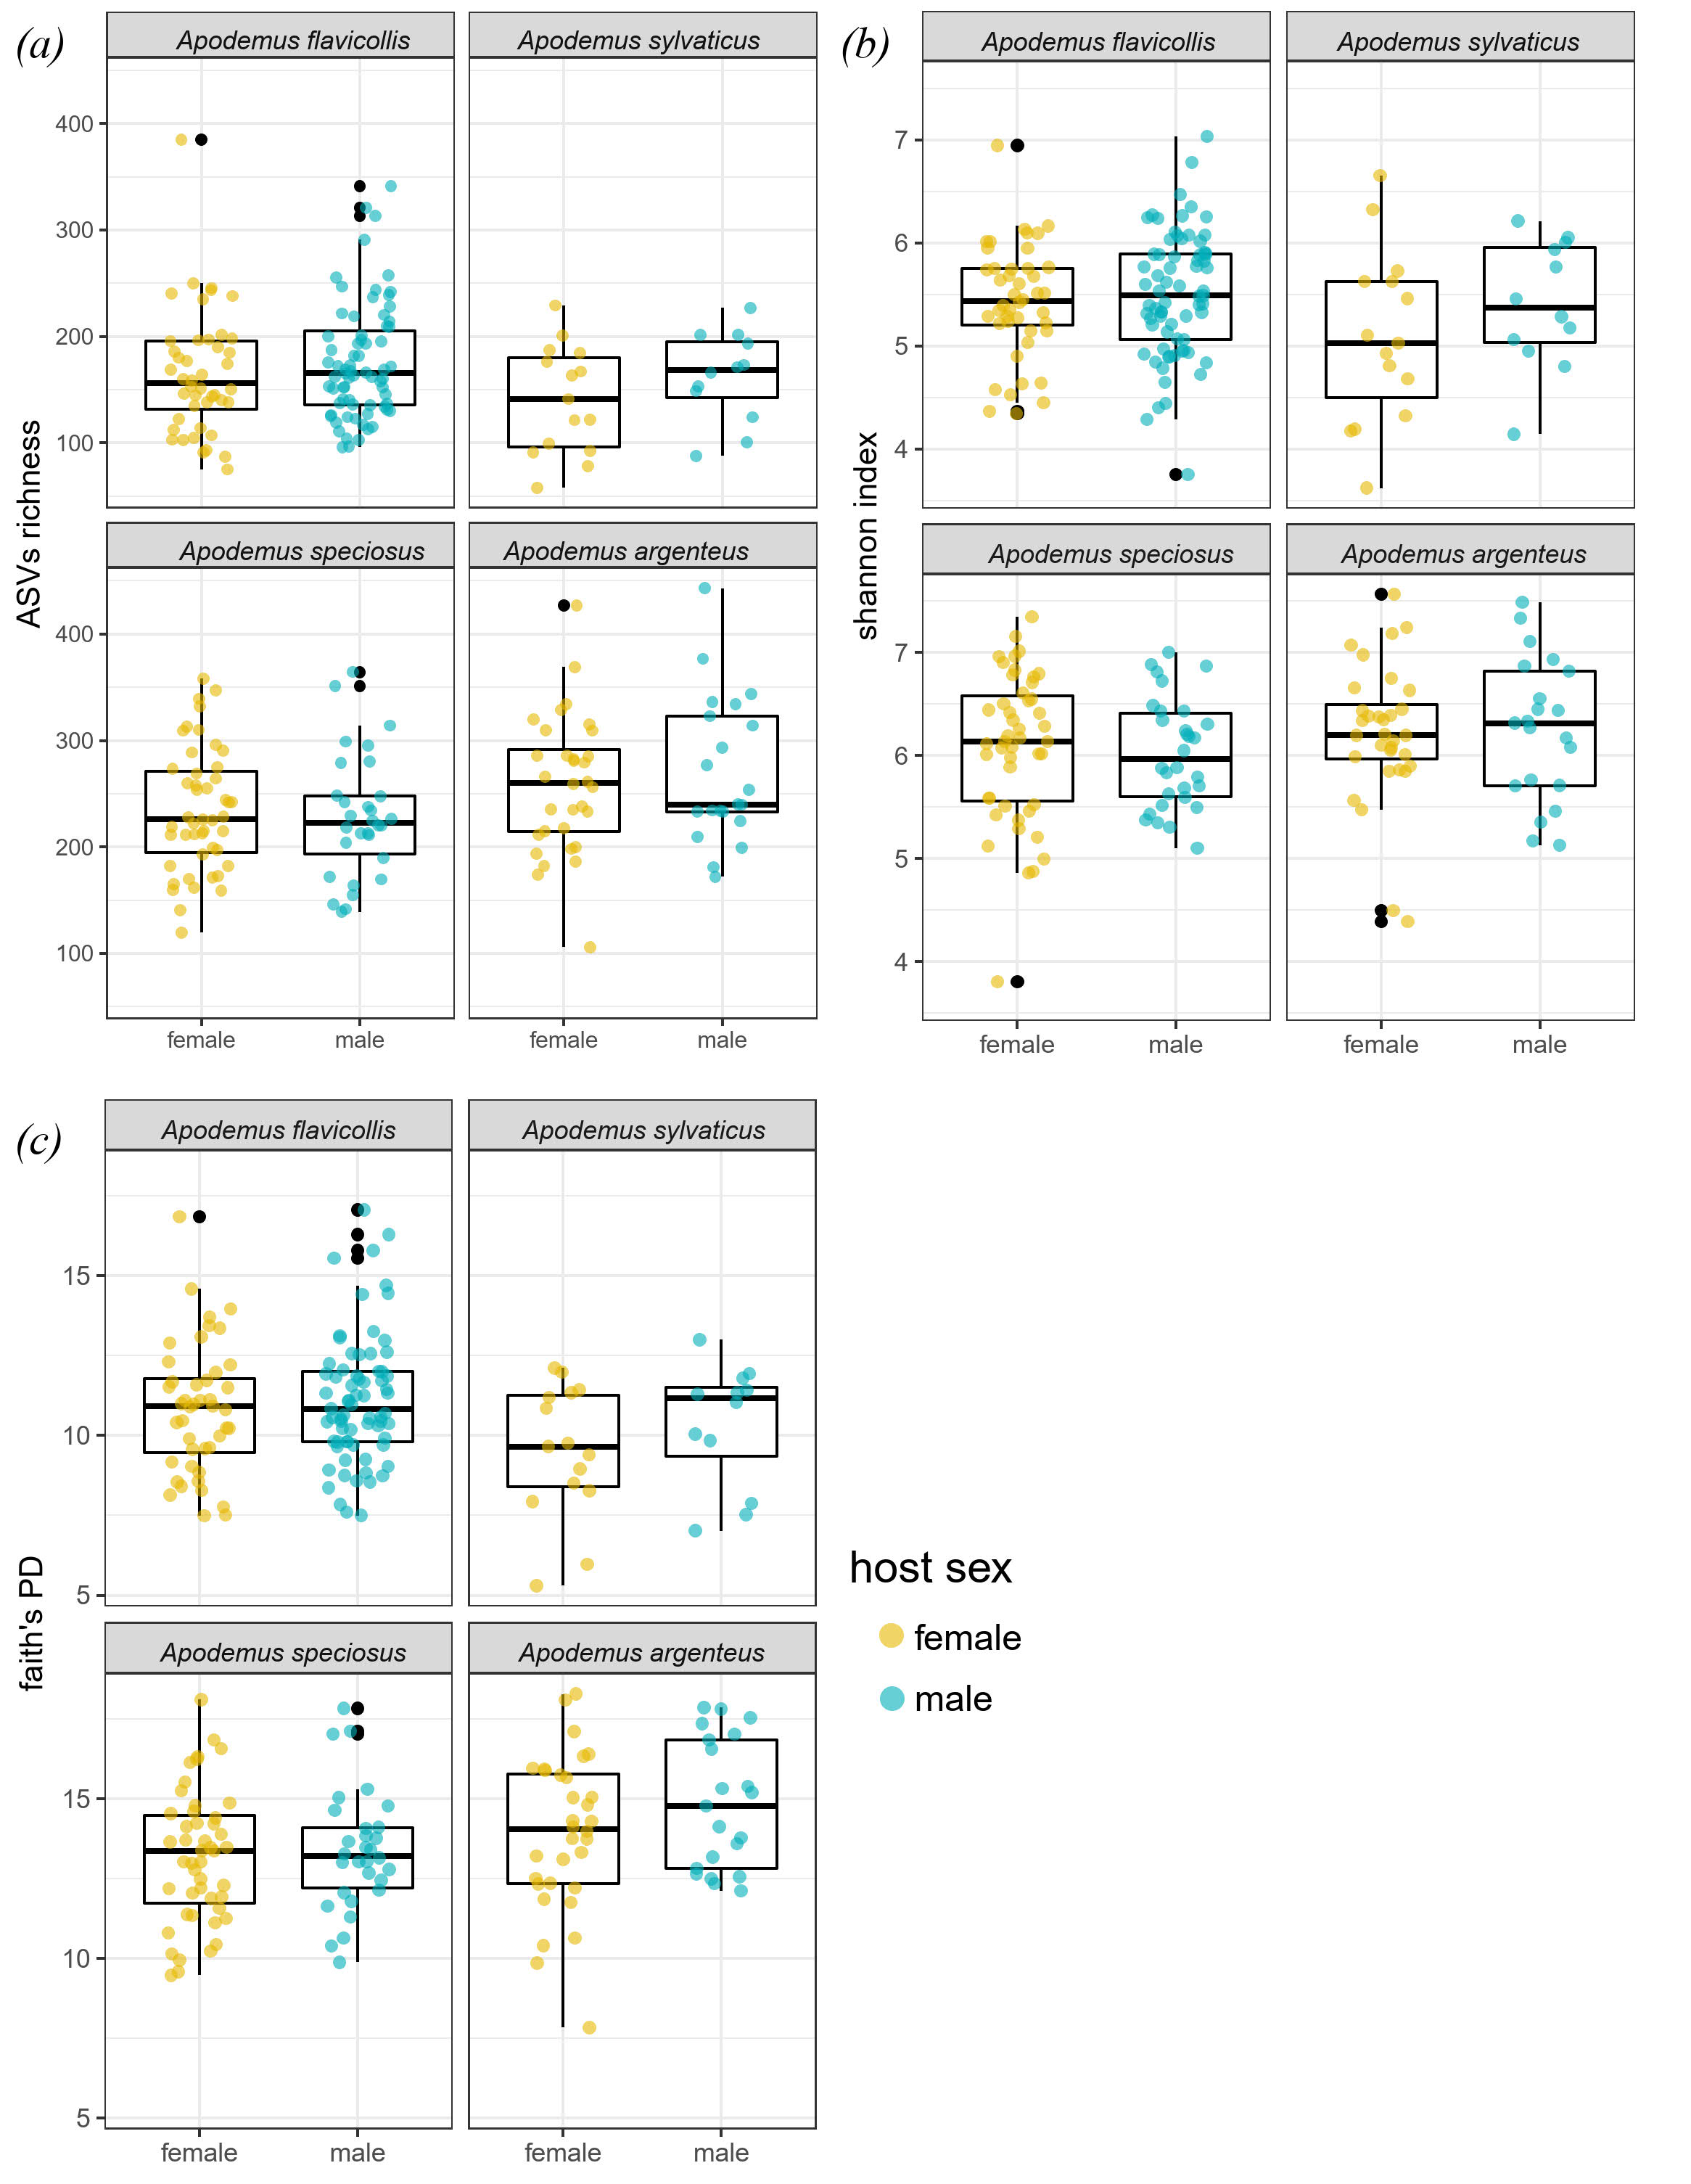 (a)
Apodemus flavicollis
Apodemus sylvaticus
400
300
200
100
ASVs richness
Apodemus speciosus
Apodemus argenteus
400
300
200
100
female
male
female
male
(b)
Apodemus flavicollis
Apodemus sylvaticus
7
6
5
4
shannon index
Apodemus speciosus
Apodemus argenteus
7
6
5
4
female
male
female
male
(c)
Apodemus flavicollis
Apodemus sylvaticus
15
10
5
faith's PD
Apodemus speciosus
Apodemus argenteus
15
10
5
female
male
female
male
host sex
female
male